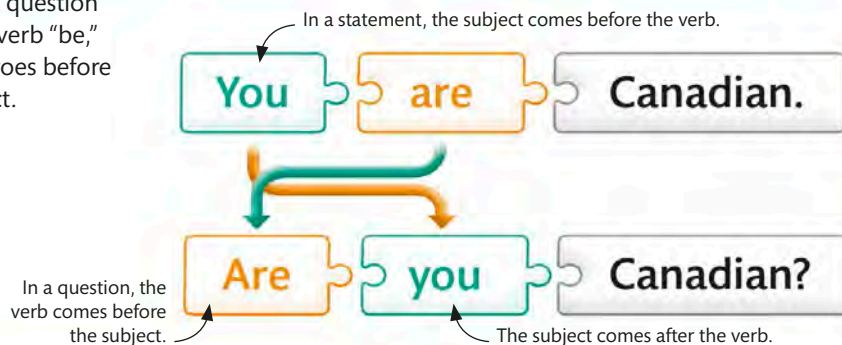 question
verb "be,"
oes before
ct.
In a statement, the subject comes before the verb.
You are Canadian.
Are you Canadian?
In a question, the
verb comes before
the subject.
The subject comes after the verb.